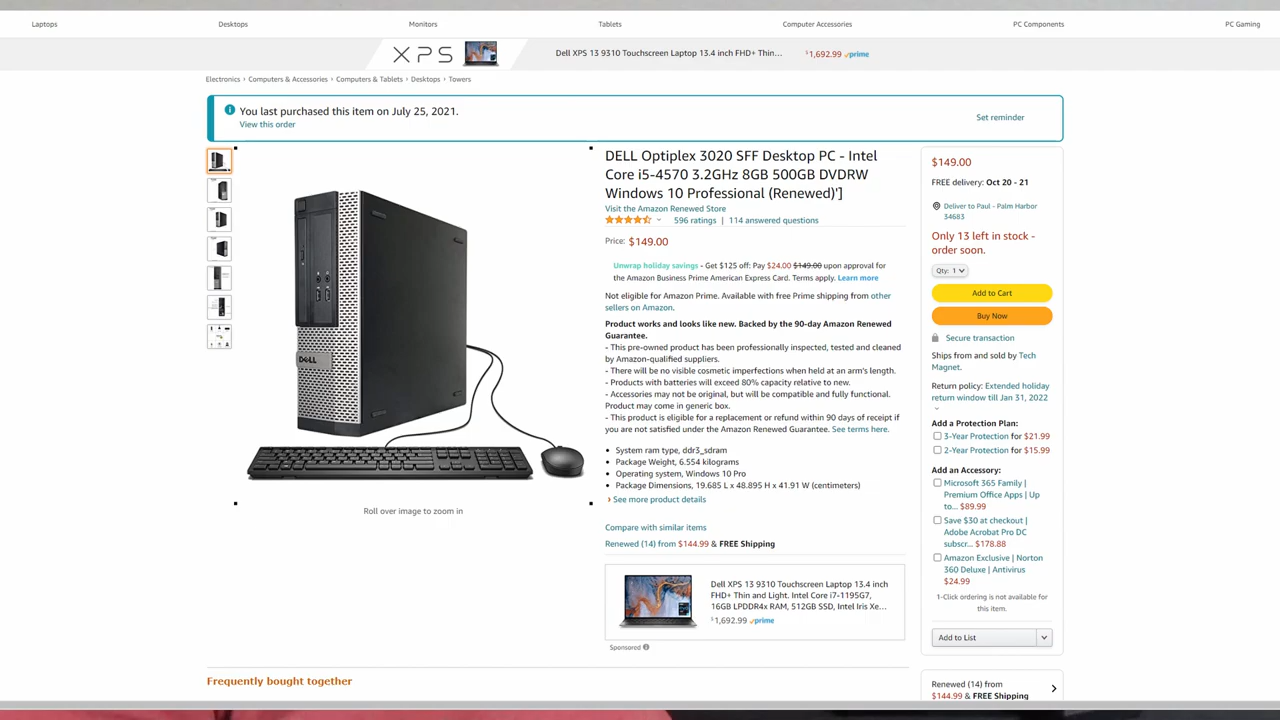 Laptops
Desktops
Monitors
Tablets
Computer Accessories
PC Components
PC Gaming
XPS
Dell XPS 13 9310 Touchscreen Laptop 13.4 inch FHD+ Thin...
$1,692.99 prime
Electronics › Computers & Accessories › Computers & Tablets › Desktops › Towers
You last purchased this item on July 25, 2021.
View this order
Set reminder
DELL Optiplex 3020 SFF Desktop PC - Intel
Core i5-4570 3.2GHz 8GB 500GB DVDRW
Windows 10 Professional (Renewed)']
Visit the Amazon Renewed Store
596 ratings | 114 answered questions
Price: $149.00
Unwrap holiday savings - Get $125 off: Pay $24.00 $149.00 upon approval for
the Amazon Business Prime American Express Card. Terms apply. Learn more
Not eligible for Amazon Prime. Available with free Prime shipping from other
sellers on Amazon.
Product works and looks like new. Backed by the 90-day Amazon Renewed
Guarantee.
- This pre-owned product has been professionally inspected, tested and cleaned
by Amazon-qualified suppliers.
- There will be no visible cosmetic imperfections when held at an arm's length.
- Products with batteries will exceed 80% capacity relative to new.
- Accessories may not be original, but will be compatible and fully functional.
Product may come in generic box.
- This product is eligible for a replacement or refund within 90 days of receipt if
you are not satisfied under the Amazon Renewed Guarantee. See terms here.
• System ram type, ddr3_sdram
• Package Weight, 6.554 kilograms
• Operating system, Windows 10 Pro
• Package Dimensions, 19.685 L x 48.895 H x 41.91 W (centimeters)
› See more product details
Compare with similar items
Renewed (14) from $144.99 & FREE Shipping
Dell XPS 13 9310 Touchscreen Laptop 13.4 inch
FHD+ Thin and Light. Intel Core i7-1195G7,
16GB LPDDR4x RAM, 512GB SSD, Intel Iris Xe...
$1,692.99 prime
Sponsored
DELL
Roll over image to zoom in
$149.00
FREE delivery: Oct 20 - 21
Deliver to Paul - Palm Harbor
34683
Only 13 left in stock -
order soon.
Qty: 1
Add to Cart
Buy Now
Secure transaction
Ships from and sold by Tech
Magnet.
Return policy: Extended holiday
return window till Jan 31, 2022
Add a Protection Plan:
3-Year Protection for $21.99
2-Year Protection for $15.99
Add an Accessory:
Microsoft 365 Family |
Premium Office Apps | Up
to... $89.99
Save $30 at checkout |
Adobe Acrobat Pro DC
subscr... $178.88
Amazon Exclusive | Norton
360 Deluxe | Antivirus
$24.99
1-Click ordering is not available for
this item.
Add to List
Renewed (14) from
$144.99 & FREE Shipping
Frequently bought together